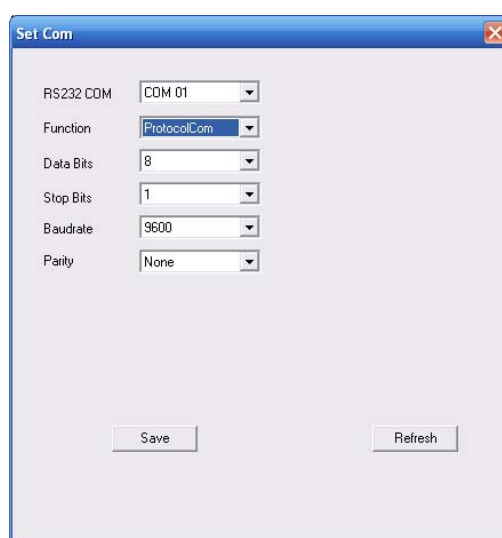 Set Com
RS232 COM COM 01
Function ProtocolCom
Data Bits 8
Stop Bits 1
Baudrate 9600
Parity None
Save Refresh